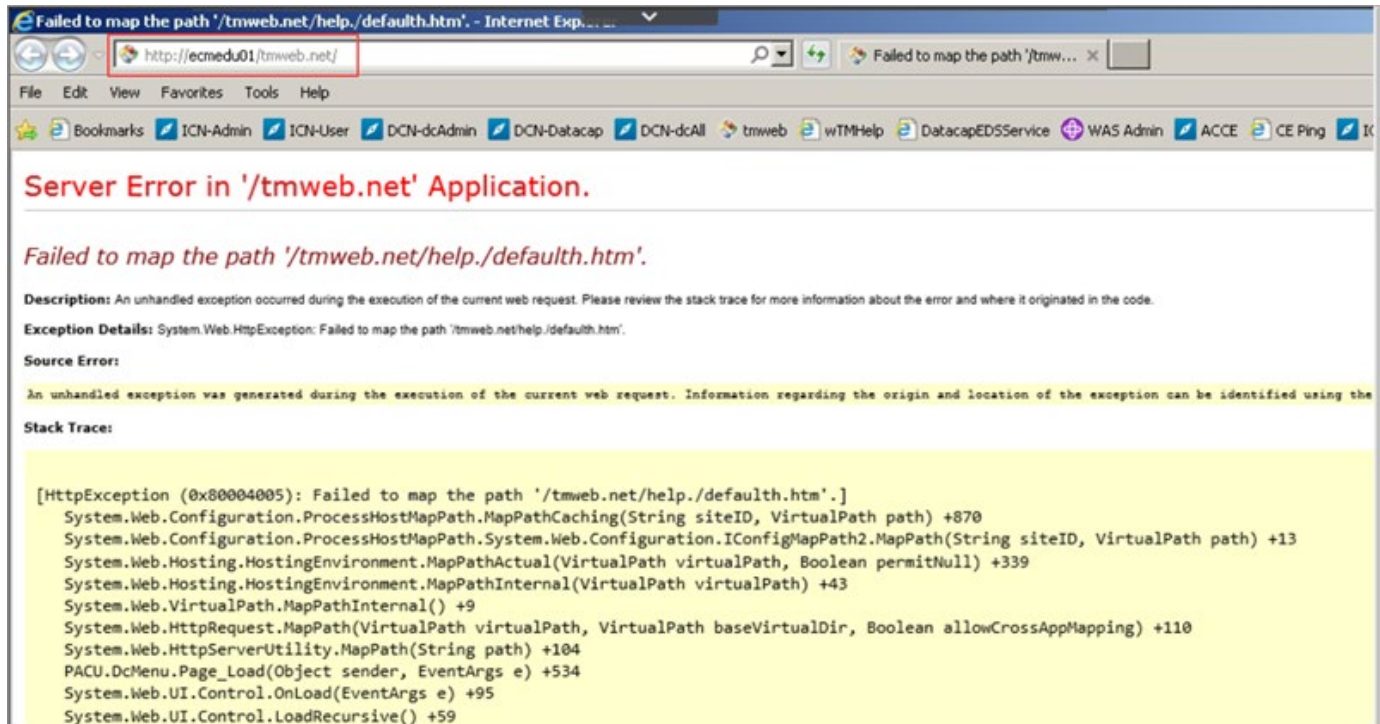 Failed to map the path '/tmweb.net/help./defaulth.htm'. - Internet Exp
http://ecmedu01/tmweb.net/
Failed to map the path '/tmw...
File Edit View Favorites Tools Help
Bookmarks ICN-Admin ICN-User DCN-dcAdmin DCN-Datacap DCN-dcAll tmweb wTMHelp DatacapEDSService WAS Admin ACCE CE Ping
Server Error in '/tmweb.net' Application.
Failed to map the path '/tmweb.net/help./defaulth.htm'.
Description: An unhandled exception occurred during the execution of the current web request. Please review the stack trace for more information about the error and where it originated in the code.
Exception Details: System.Web.HttpException: Failed to map the path '/tmweb.net/help./defaulth.htm'.
Source Error:
An unhandled exception was generated during the execution of the current web request. Information regarding the origin and location of the exception can be identified using the
Stack Trace:
[HttpException (0x80004005): Failed to map the path '/tmweb.net/help./defaulth.htm'.]
System.Web.Configuration.ProcessHostMapPath.MapPathCaching(String siteID, VirtualPath path) +870
System.Web.Configuration.ProcessHostMapPath.System.Web.Configuration.IConfigMapPath2.MapPath(String siteID, VirtualPath path) +13
System.Web.Hosting.HostingEnvironment.MapPathActual(VirtualPath virtualPath, Boolean permitNull) +339
System.Web.Hosting.HostingEnvironment.MapPathInternal(VirtualPath virtualPath) +43
System.Web.VirtualPath.MapPathInternal() +9
System.Web.HttpRequest.MapPath(VirtualPath virtualPath, VirtualPath baseVirtualDir, Boolean allowCrossAppMapping) +110
System.Web.HttpServerUtility.MapPath(String path) +104
PACU.DcMenu.Page_Load(Object sender, EventArgs e) +534
System.Web.UI.Control.OnLoad(EventArgs e) +95
System.Web.UI.Control.LoadRecursive() +59